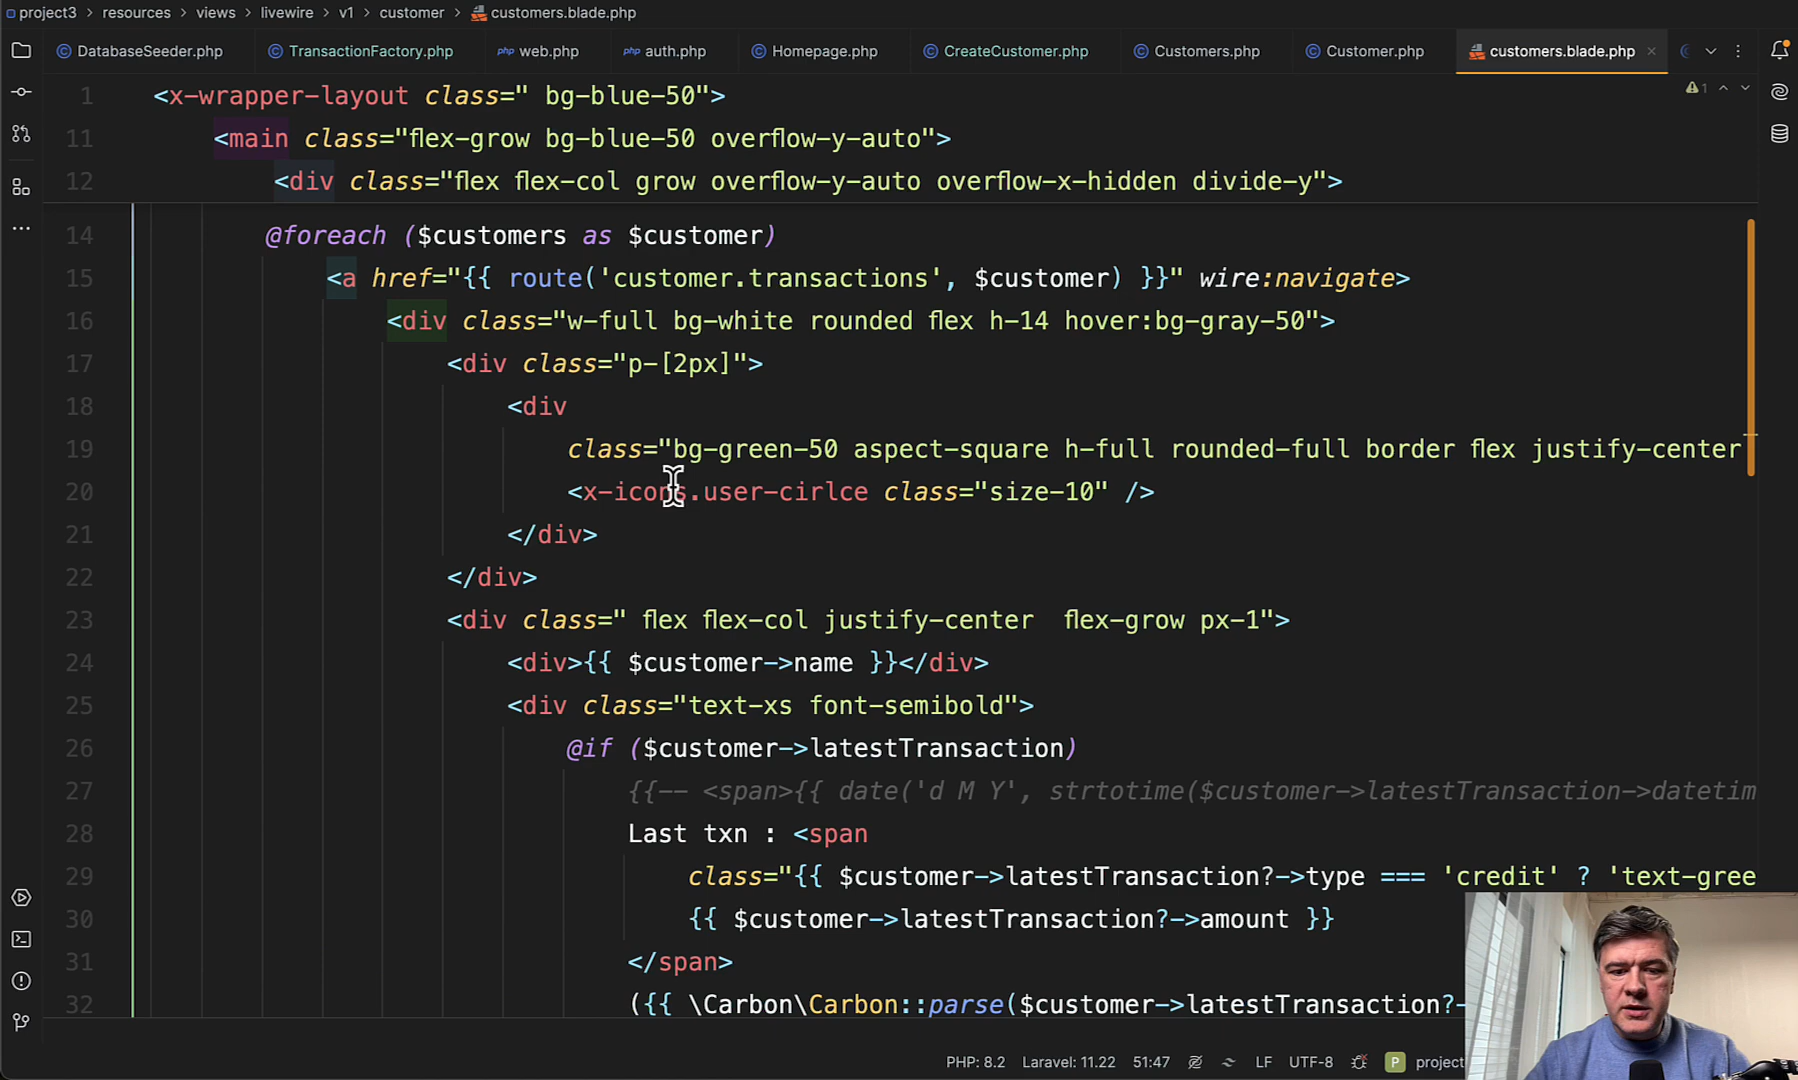 project3 > resources > views > livewire > v1 > customer > customers.blade.php
DatabaseSeeder.php TransactionFactory.php php web.php php auth.php Homepage.php CreateCustomer.php Customers.php Customer.php customers.blade.php ×
1 <x-wrapper-layout class=" bg-blue-50">
1
11 <main class="flex-grow bg-blue-50 overflow-y-auto">
12 <div class="flex flex-col grow overflow-y-auto overflow-x-hidden divide-y">
14 @foreach ($customers as $customer)
15 <a href="{{ route('customer.transactions', $customer) }}" wire:navigate>
16 <div class="w-full bg-white rounded flex h-14 hover:bg-gray-50">
17 <div class="p-[2px]">
18 <div
19 class="bg-green-50 aspect-square h-full rounded-full border flex justify-center
20 <x-icons.user-cirlce class="size-10" />
21 </div>
22 </div>
23 <div class=" flex flex-col justify-center  flex-grow px-1">
24 <div>{{ $customer->name }}</div>
25 <div class="text-xs font-semibold">
26 @if ($customer->latestTransaction)
27 {{-- <span>{{ date('d M Y', strtotime($customer->latestTransaction->datetim
28 Last txn : <span
29 class="{{ $customer->latestTransaction?->type === 'credit' ? 'text-gree
30 {{ $customer->latestTransaction?->amount }}
31 </span>
32 ({{ \Carbon\Carbon::parse($customer->latestTransaction?-
PHP: 8.2 Laravel: 11.22 51:47 LF UTF-8 P project